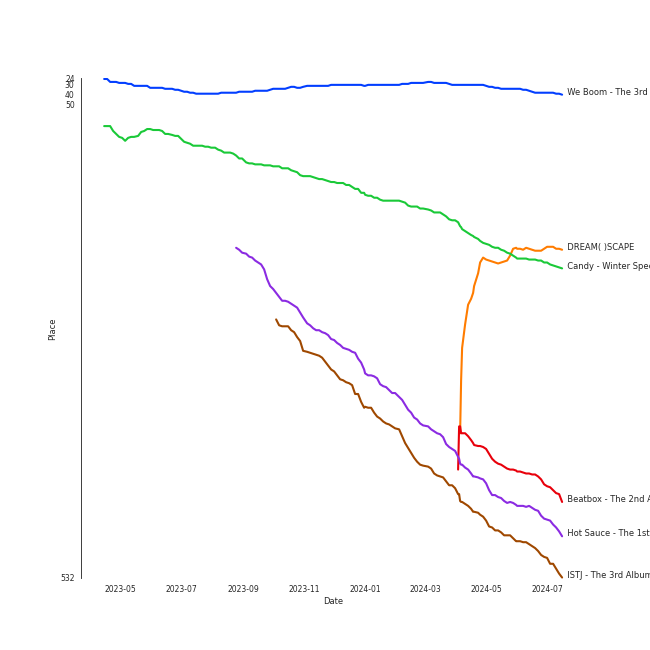 24
30
40
50
532
Place
We Boom - The 3rd
DREAM( )SCAPE
Candy - Winter Spe
Beatbox - The 2nd A
Hot Sauce - The 1st
ISTJ - The 3rd Album
2023-05 2023-07 2023-09 2023-11 2024-01 2024-03 2024-05 2024-07
Date